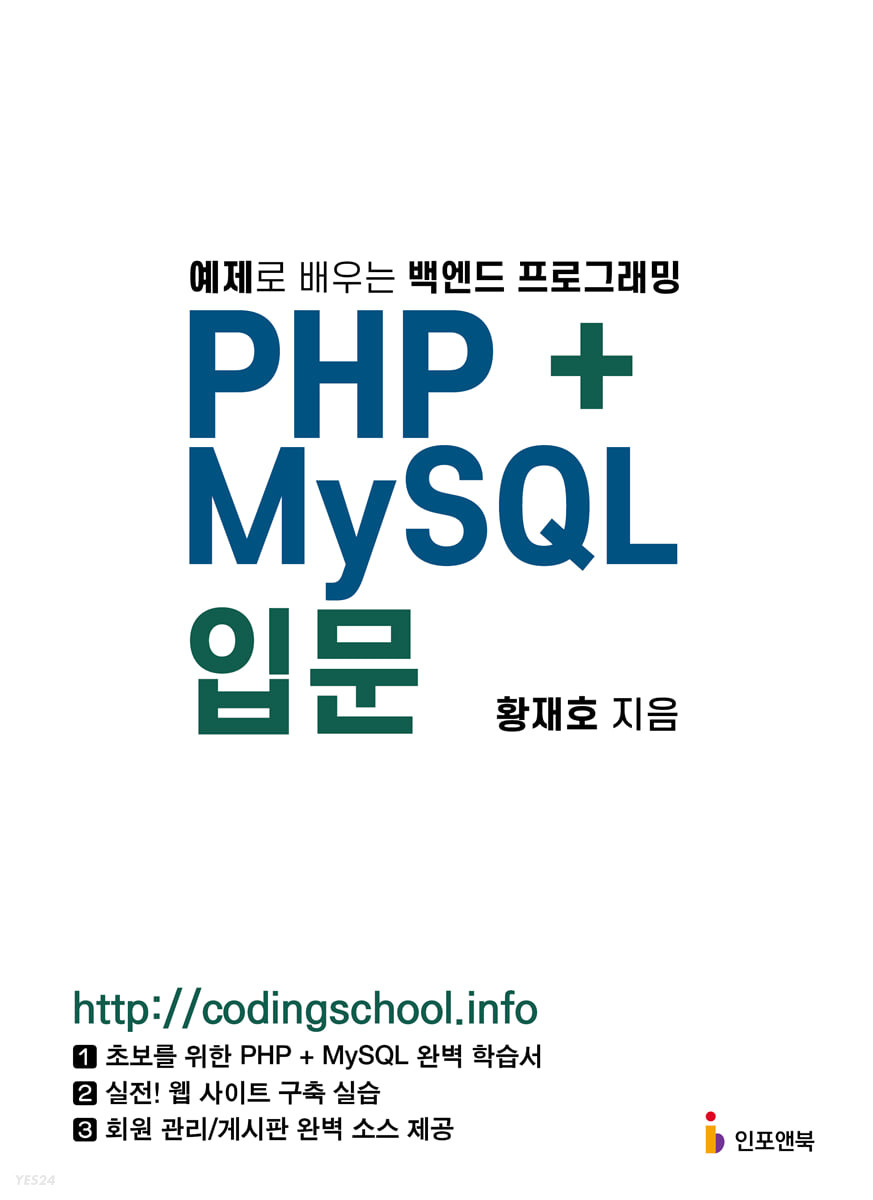 예제로 배우는 백엔드 프로그래밍
PHP +
MySQL
입문
황재호 지음
http://codingschool.info
1 초보를 위한 PHP + MySQL 완벽 학습서
2 실전! 웹 사이트 구축 실습
3 회원 관리/게시판 완벽 소스 제공
인포앤북
YES24